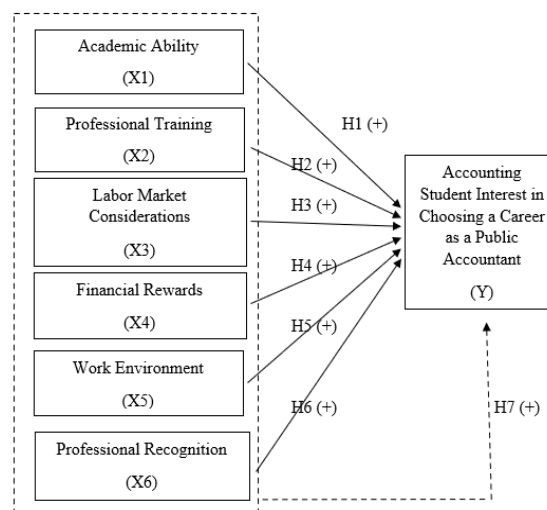 Academic Ability
(X1)
Professional Training
(X2)
Labor Market
Considerations
(X3)
Financial Rewards
(X4)
Work Environment
(X5)
Professional Recognition
(X6)
H1 (+)
H2 (+)
H3 (+)
H4 (+)
H5 (+)
H6 (+)
H7 (+)
Accounting
Student Interest in
Choosing a Career
as a Public
Accountant
(Y)